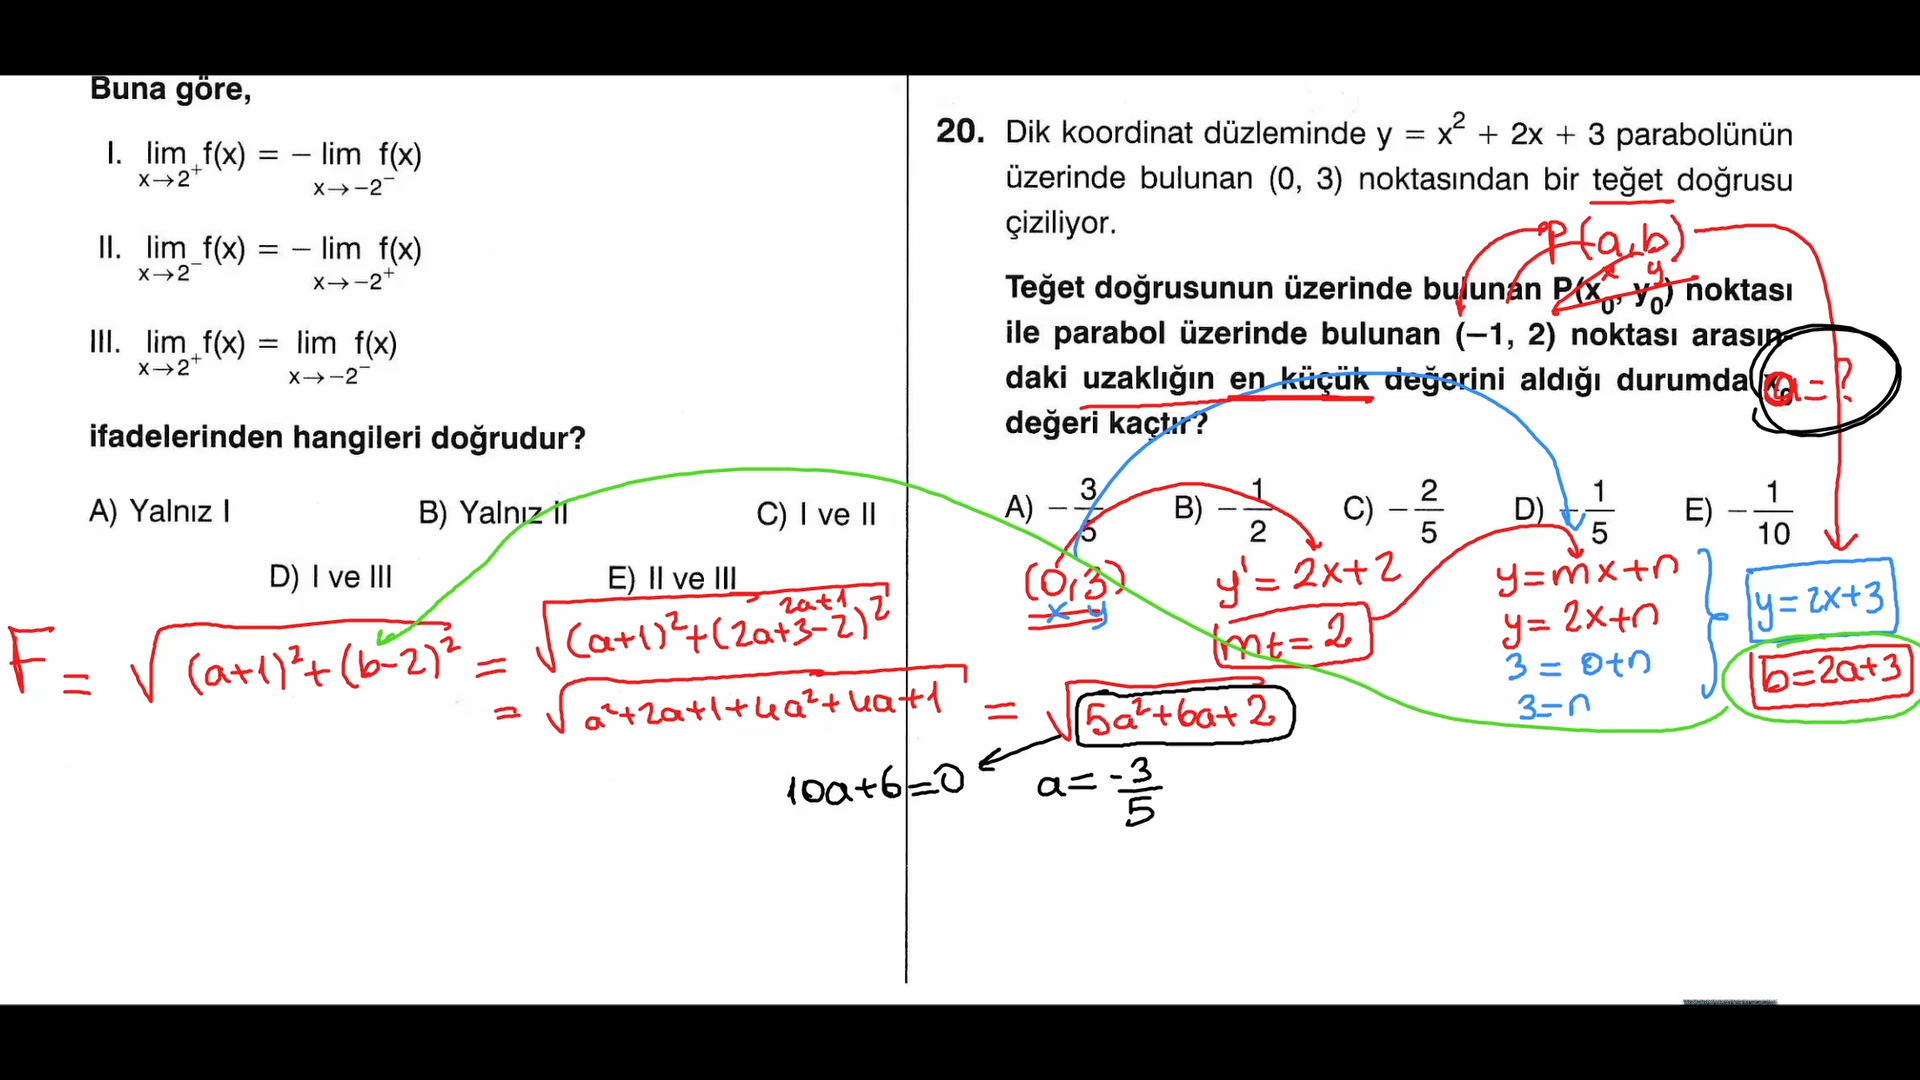 Buna göre,
I. lim x→2⁺ f(x) = − lim x→−2⁻ f(x)
II. lim x→2⁻ f(x) = − lim x→−2⁺ f(x)
III. lim x→2⁺ f(x) = lim x→−2⁻ f(x)
ifadelerinden hangileri doğrudur?
A) Yalnız I B) Yalnız II C) I ve II
D) I ve III E) II ve III
20. Dik koordinat düzleminde y = x² + 2x + 3 parabolünün
üzerinde bulunan (0, 3) noktasından bir teğet doğrusu
çiziliyor.
P(a,b)
x y
Teğet doğrusunun üzerinde bulunan P(x₀, y₀) noktası
ile parabol üzerinde bulunan (−1, 2) noktası arasın-
daki uzaklığın en küçük değerini aldığı durumda a=?
değeri kaçtır?
A) −3/5 B) −1/2 C) −2/5 D) −1/5 E) −1/10
(0,3)
x y
y' = 2x+2
mt = 2
y=mx+n
y=2x+n
3 = 0+n
3=n
y=2x+3
b=2a+3
F = √((a+1)²+(b-2)²) = √((a+1)²+(2a+3-2)²)
2a+1
= √(a²+2a+1+4a²+4a+1) = √(5a²+6a+2)
10a+6=0 a=-3/5